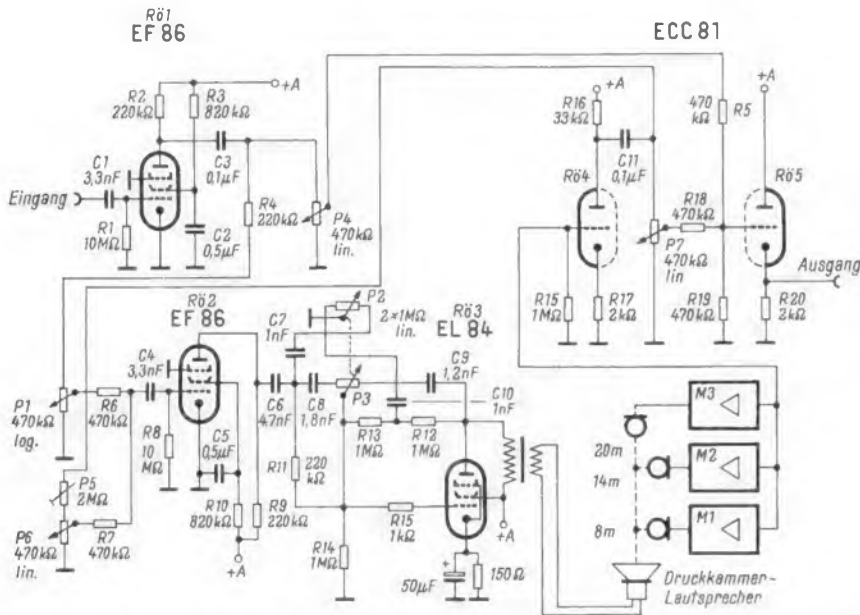 Rö1
EF 86
ECC 81
R2
220kΩ
R3
820kΩ
+A
C1
3,3nF
C3
0,1µF
Eingang
R1
10MΩ
C2
0,5µF
R4
220kΩ
P4
470kΩ
lin.
+A
R16
33kΩ
C11
0,1µF
Rö4
R15
1MΩ
R17
2kΩ
P7
470kΩ
lin
R18
470kΩ
470
kΩ
R5
+A
Rö5
Ausgang
R19
470kΩ
R20
2kΩ
Rö2
EF 86
C4
3,3nF
P1
470kΩ
log.
R6
470kΩ
R8
10
MΩ
C5
0,5µF
P5
2MΩ
P6
470kΩ
lin.
R7
470kΩ
R10
820kΩ
R9
220kΩ
+A
C7
1nF
P2
2×1MΩ
lin.
Rö3
EL 84
C6
47nF
C8
1,8nF
P3
C9
1,2nF
C10
1nF
R13
1MΩ
R12
1MΩ
R11
220
kΩ
R15
1kΩ
R14
1MΩ
+A
+
50µF
150Ω
M3
20m
M2
14m
M1
8m
Druckkammer-
Lautsprecher